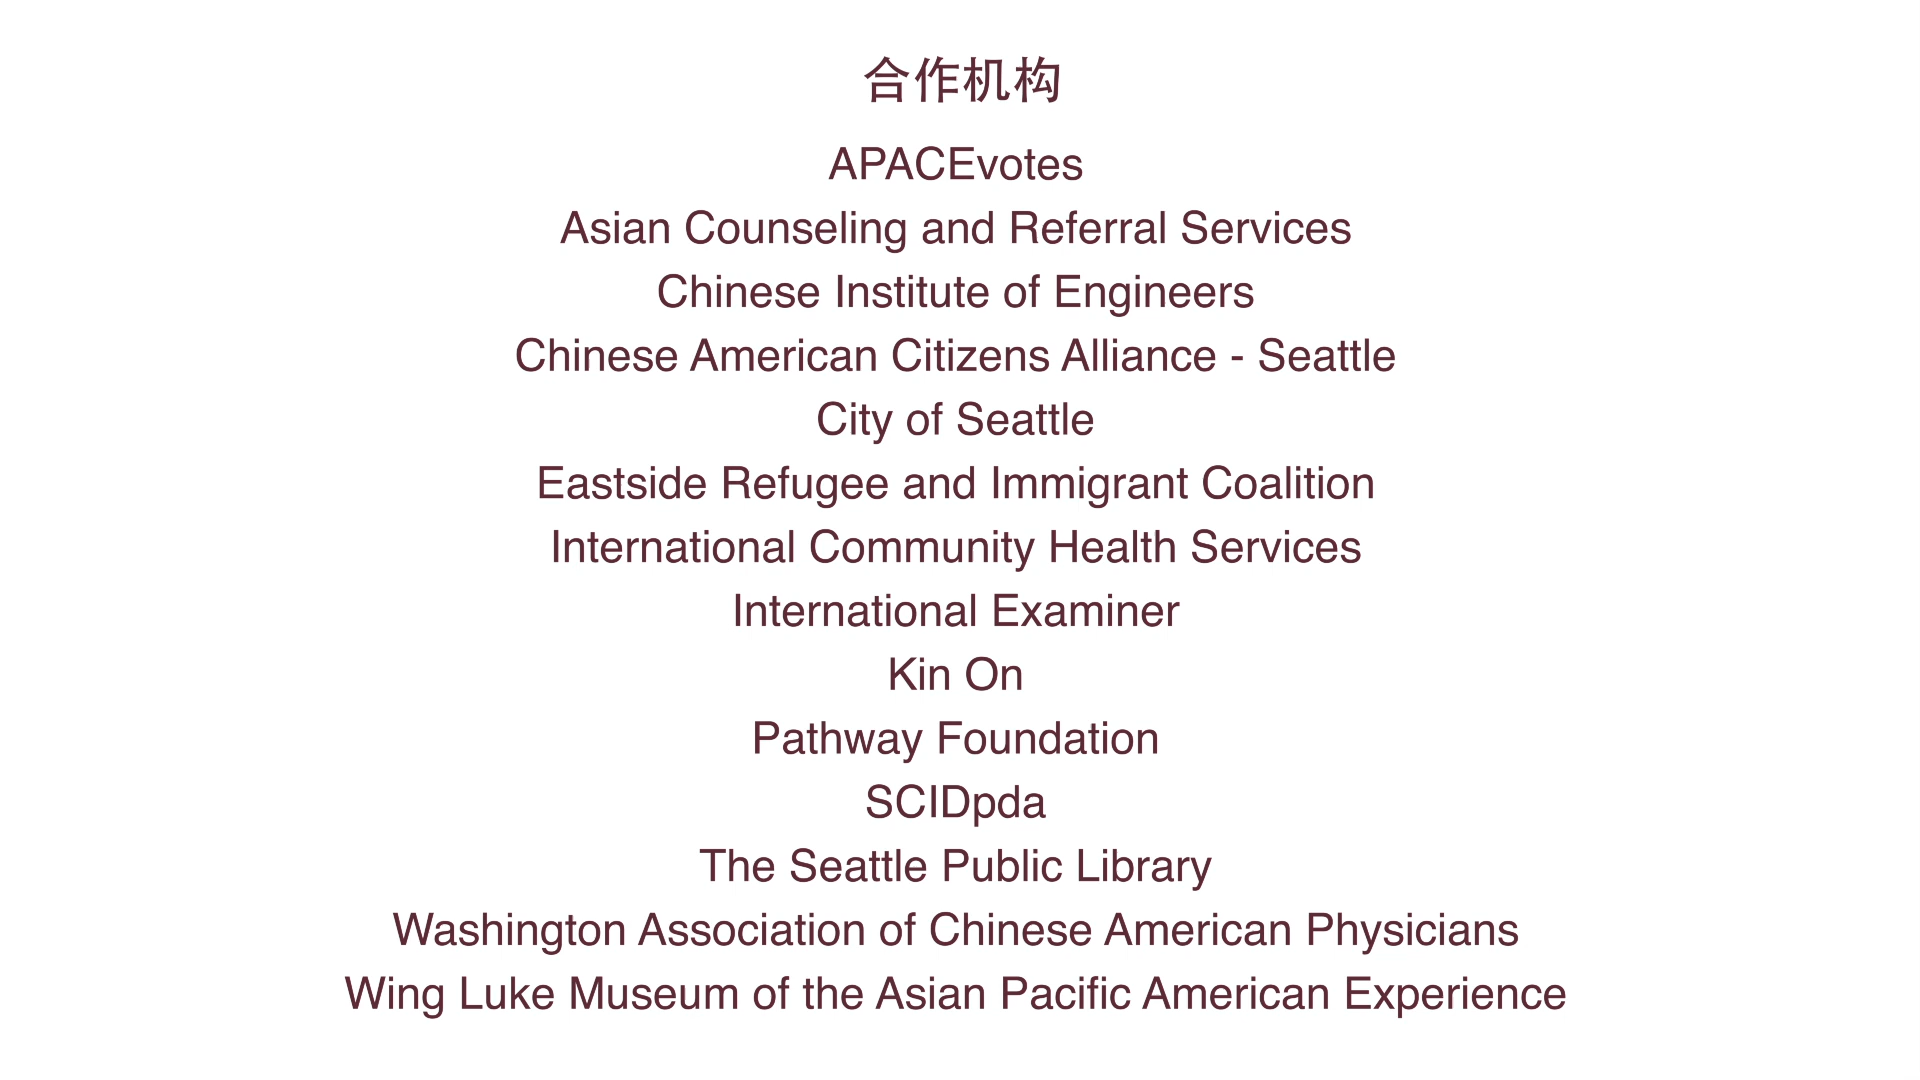 合作机构
APACEvotes
Asian Counseling and Referral Services
Chinese Institute of Engineers
Chinese American Citizens Alliance - Seattle
City of Seattle
Eastside Refugee and Immigrant Coalition
International Community Health Services
International Examiner
Kin On
Pathway Foundation
SCIDpda
The Seattle Public Library
Washington Association of Chinese American Physicians
Wing Luke Museum of the Asian Pacific American Experience